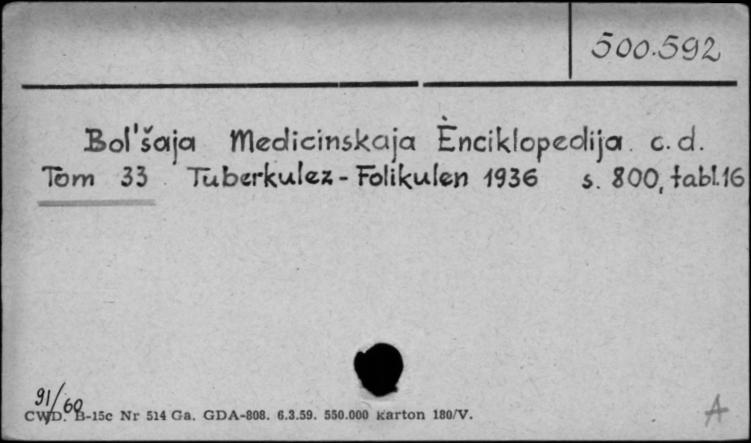 500.592
Bol'šaja Medicinskaja Ènciklopedija. c.d.
Tom 33 Tuberkulez - Folikulen 1936 s. 800, tabl.16
91/60
CWD. B-15c Nr 514 Ga. GDA-808. 6.3.59. 550.000 karton 180/V.
A